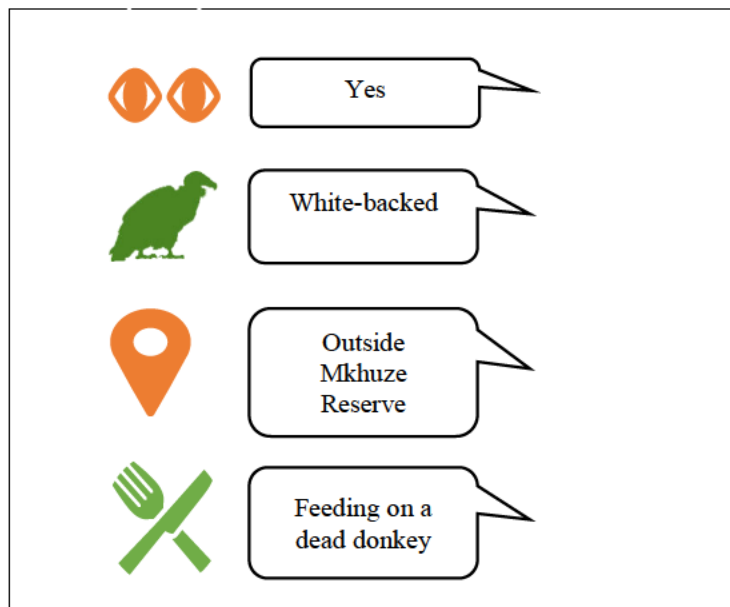 Yes
White-backed
Outside
Mkhuze
Reserve
Feeding on a
dead donkey